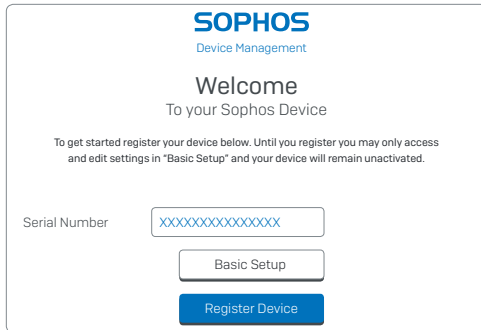 SOPHOS
Device Management
Welcome
To your Sophos Device
To get started register your device below. Until you register you may only access
and edit settings in “Basic Setup” and your device will remain unactivated.
Serial Number
XXXXXXXXXXXXXXX
Basic Setup
Register Device